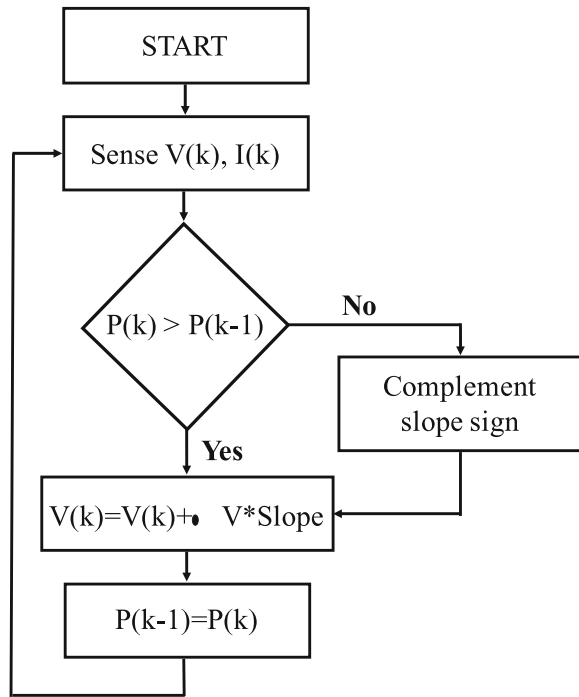 START
Sense V(k), I(k)
P(k) > P(k-1)
No
Complement
slope sign
Yes
V(k)=V(k)+• V*Slope
P(k-1)=P(k)